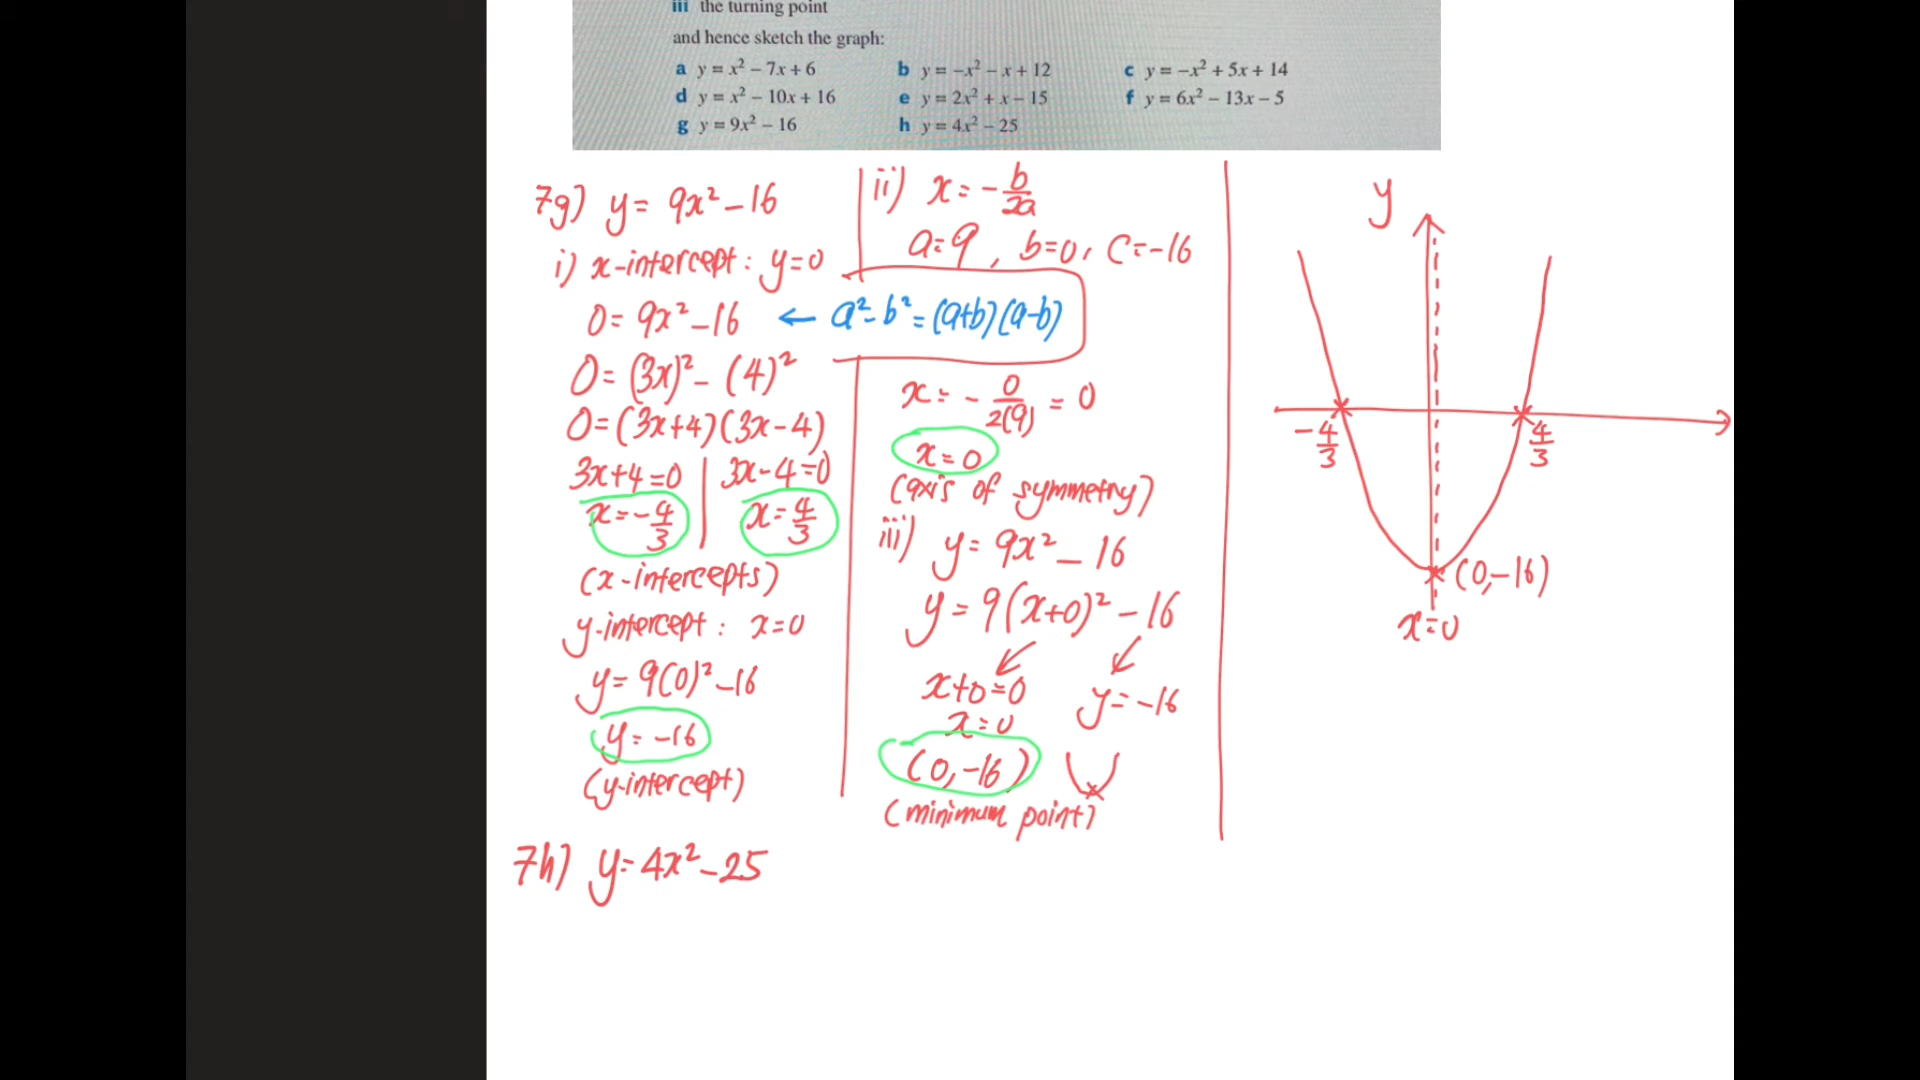 iii the turning point
and hence sketch the graph:
a y = x² − 7x + 6 b y = −x² − x + 12 c y = −x² + 5x + 14
d y = x² − 10x + 16 e y = 2x² + x − 15 f y = 6x² − 13x − 5
g y = 9x² − 16 h y = 4x² − 25
7g) y = 9x² − 16
i) x-intercept: y=0
0 = 9x² − 16 ← a² − b² = (a+b)(a−b)
0 = (3x)² − (4)²
0 = (3x+4)(3x−4)
3x+4=0 | 3x−4=0
x = −4/3 | x = 4/3
(x-intercepts)
y-intercept: x=0
y = 9(0)² − 16
y = −16
(y-intercept)
ii) x = −b/2a
a=9, b=0, c=−16
x = −0/2(9) = 0
x=0
(axis of symmetry)
iii) y = 9x² − 16
y = 9(x+0)² − 16
x+0=0 y=−16
x=0
(0,−16)
(minimum point)
y
−4/3 4/3
(0,−16)
x=0
7h) y = 4x² − 25